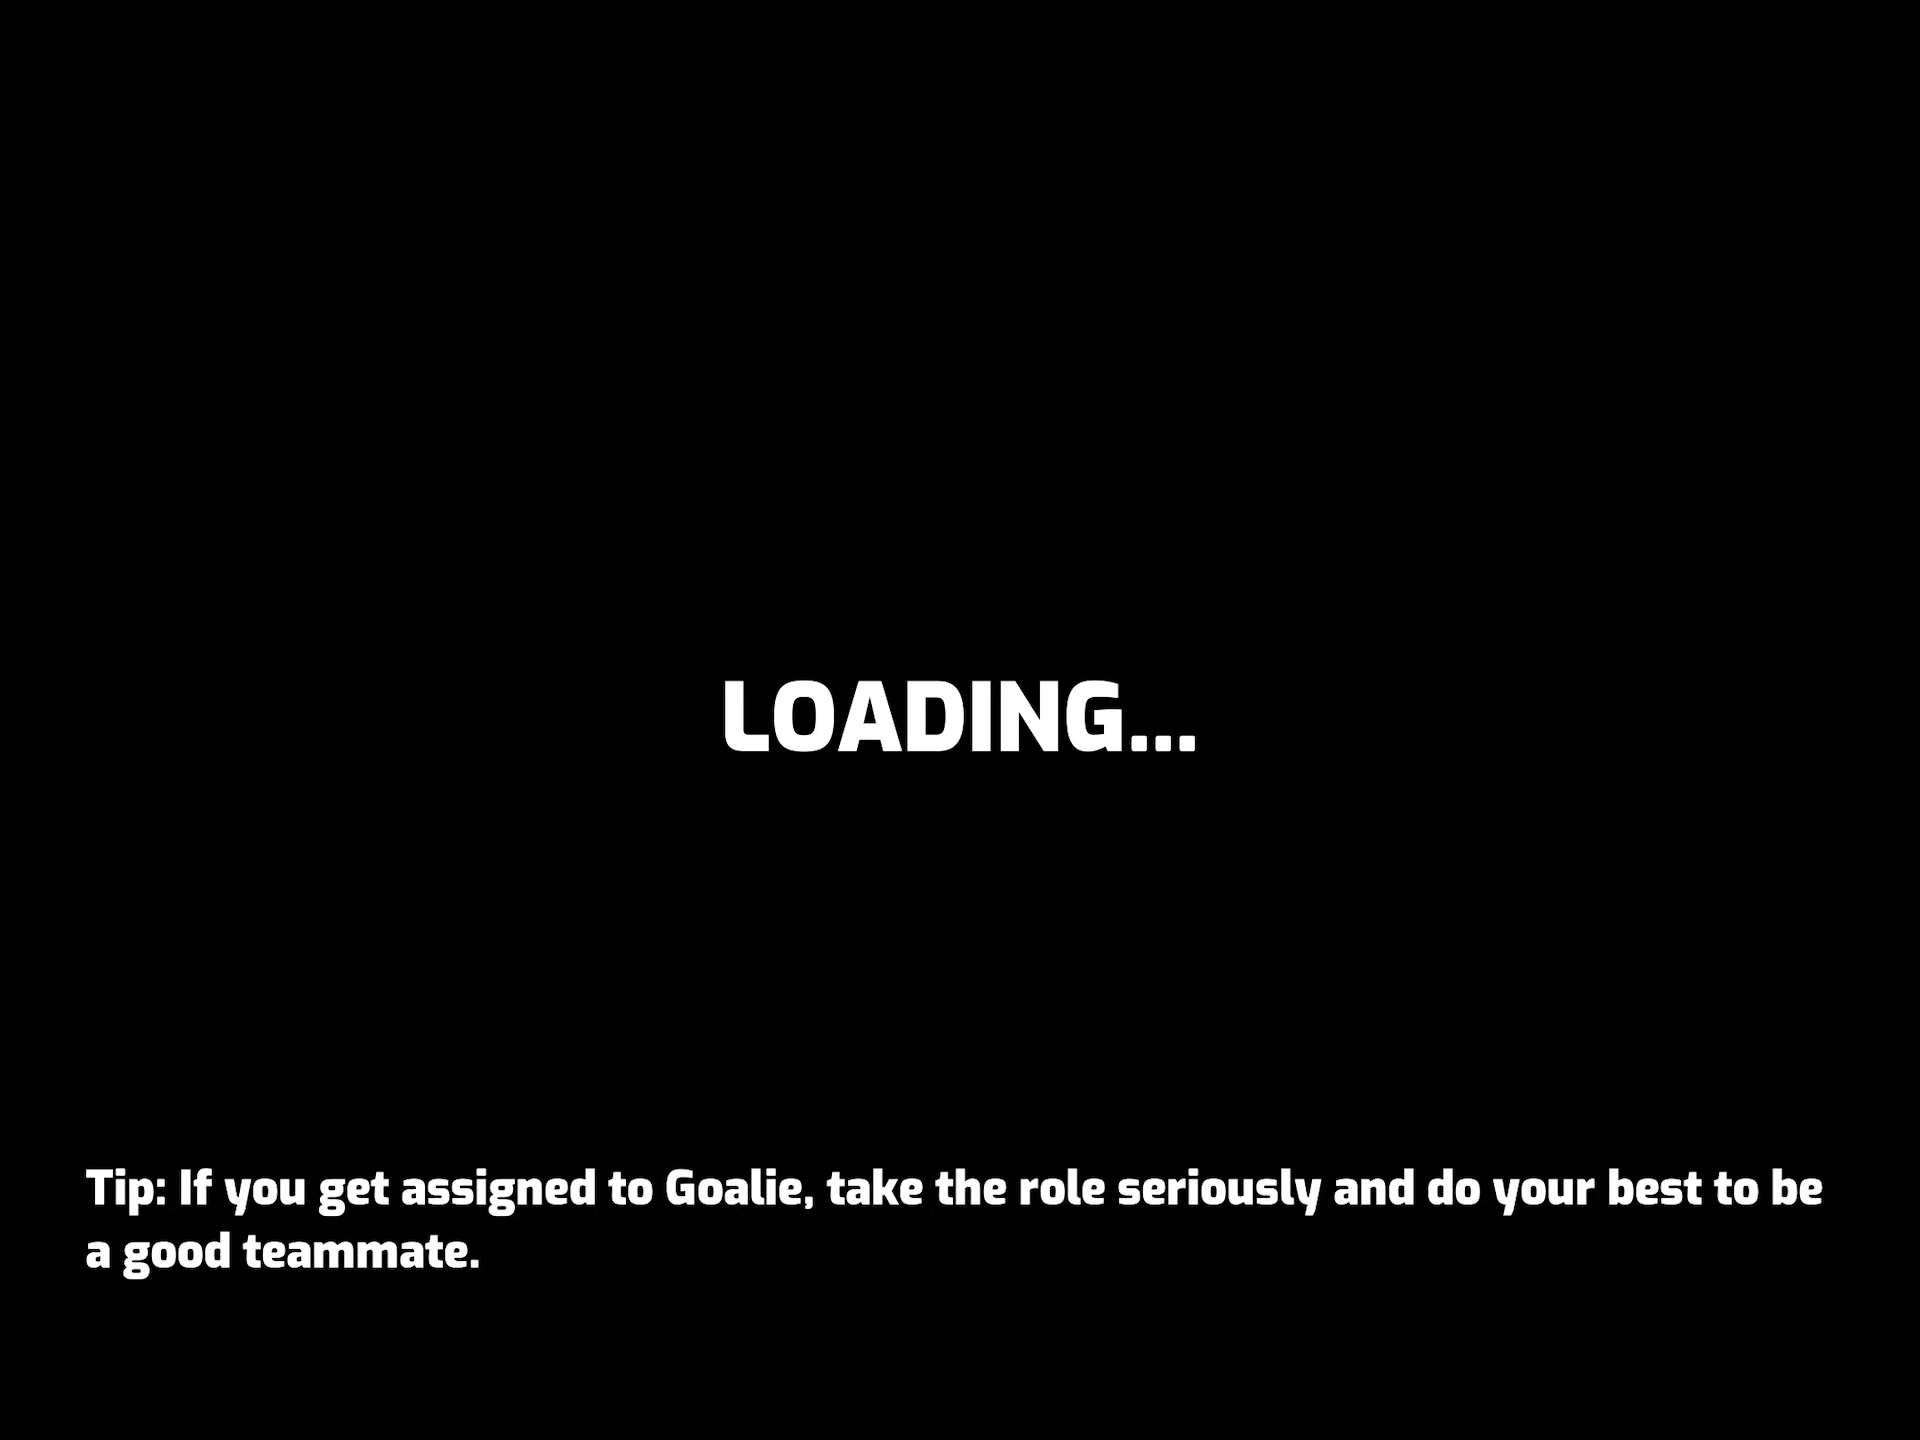 LOADING...
Tip: If you get assigned to Goalie, take the role seriously and do your best to be
a good teammate.